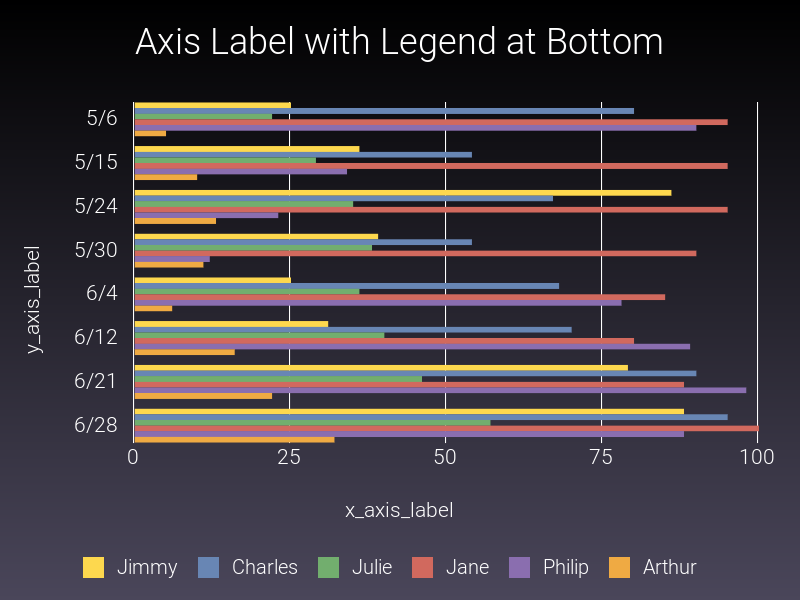 Axis Label with Legend at Bottom
5/6
5/15
5/24
5/30
6/4
6/12
6/21
6/28
y_axis_label
0 25 50 75 100
x_axis_label
Jimmy Charles Julie Jane Philip Arthur